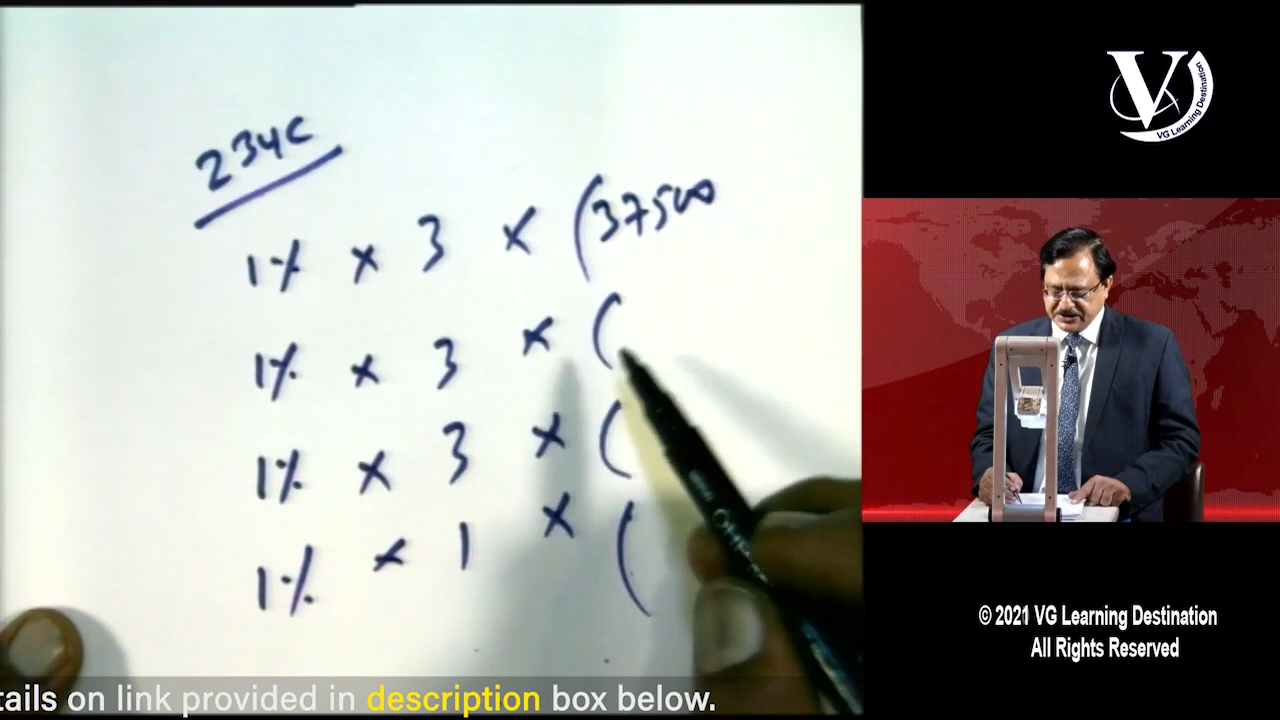 234C
1% × 3 × (37500
1% × 3 × (
1% × 3 × (
1% × 1 × (
V
VG Learning Destination
© 2021 VG Learning Destination
All Rights Reserved
tails on link provided in description box below.